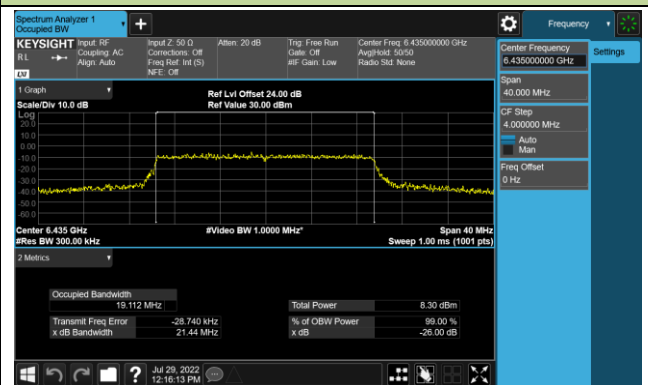 Spectrum Analyzer 1
Occupied BW
Frequency
KEYSIGHT
RL
LXI
Input: RF
Coupling: AC
Align: Auto
Input Z: 50 Ω
Corrections: Off
Freq Ref: Int (S)
NFE: Off
Atten: 20 dB
Trig: Free Run
Gate: Off
#IF Gain: Low
Center Freq: 6.435000000 GHz
Avg|Hold: 50/50
Radio Std: None
Center Frequency
6.435000000 GHz
Settings
Span
40.000 MHz
CF Step
4.000000 MHz
Auto
Man
Freq Offset
0 Hz
1 Graph
Scale/Div 10.0 dB
Ref Lvl Offset 24.00 dB
Ref Value 30.00 dBm
Log
20.0
10.0
0.00
-10.0
-20.0
-30.0
-40.0
-50.0
-60.0
Center 6.435 GHz
#Res BW 300.00 kHz
#Video BW 1.0000 MHz*
Span 40 MHz
Sweep 1.00 ms (1001 pts)
2 Metrics
Occupied Bandwidth
19.112 MHz
Transmit Freq Error -28.740 kHz
x dB Bandwidth 21.44 MHz
Total Power 8.30 dBm
% of OBW Power 99.00 %
x dB -26.00 dB
?
Jul 29, 2022
12:16:13 PM